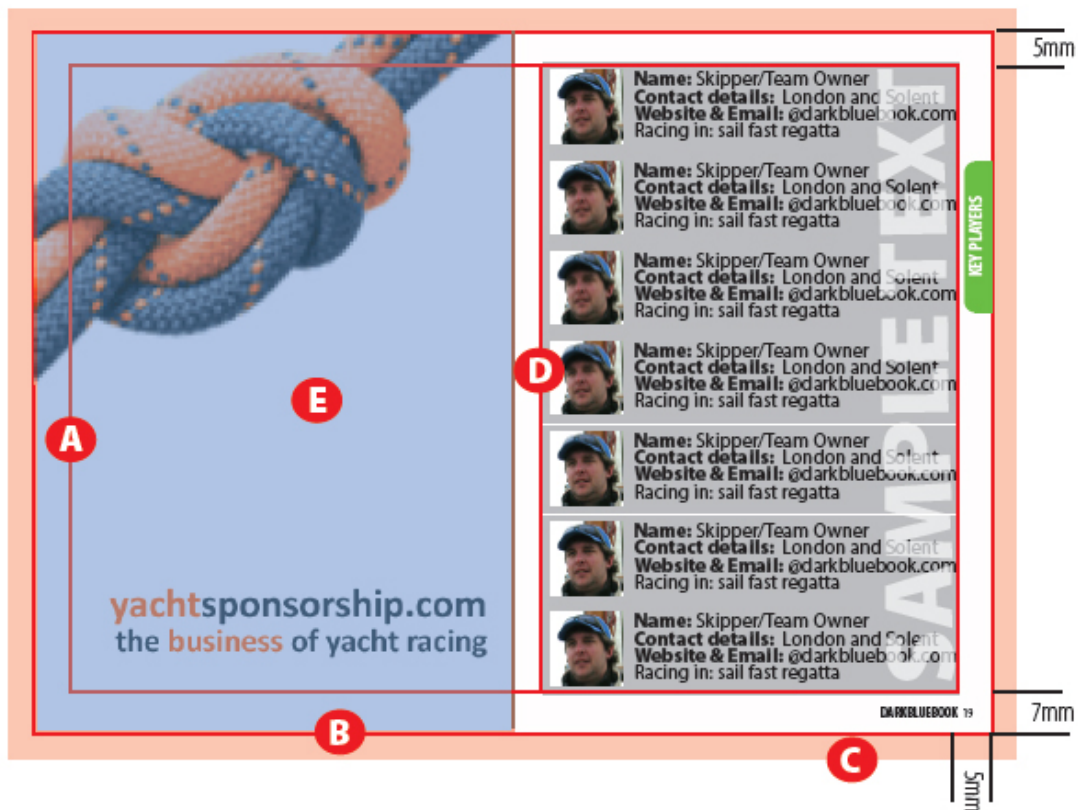 5mm
Name: Skipper/Team Owner
Contact details: London and Solent
Website & Email: @darkbluebook.com
Racing in: sail fast regatta
Name: Skipper/Team Owner
Contact details: London and Solent
Website & Email: @darkbluebook.com
Racing in: sail fast regatta
Name: Skipper/Team Owner
Contact details: London and Solent
Website & Email: @darkbluebook.com
Racing in: sail fast regatta
Name: Skipper/Team Owner
Contact details: London and Solent
Website & Email: @darkbluebook.com
Racing in: sail fast regatta
Name: Skipper/Team Owner
Contact details: London and Solent
Website & Email: @darkbluebook.com
Racing in: sail fast regatta
Name: Skipper/Team Owner
Contact details: London and Solent
Website & Email: @darkbluebook.com
Racing in: sail fast regatta
Name: Skipper/Team Owner
Contact details: London and Solent
Website & Email: @darkbluebook.com
Racing in: sail fast regatta
SAMPLE TEXT
KEY PLAYERS
D
E
A
yachtsponsorship.com
the business of yacht racing
DARKBLUEBOOK 19
7mm
B
C
5mm